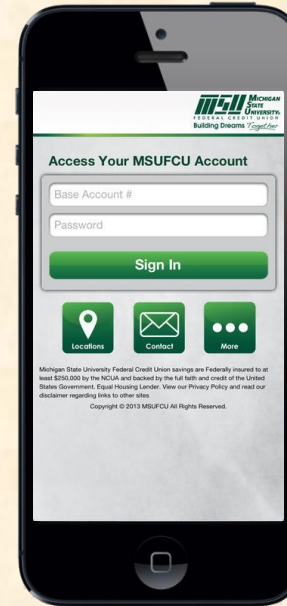 MSU MICHIGAN
STATE
UNIVERSITY®
FEDERAL CREDIT UNION
Building Dreams Together
Access Your MSUFCU Account
Base Account #
Password
Sign In
Locations Contact More
Michigan State University Federal Credit Union savings are Federally insured to at
least $250,000 by the NCUA and backed by the full faith and credit of the United
States Government. Equal Housing Lender. View our Privacy Policy and read our
disclaimer regarding links to other sites.
Copyright © 2013 MSUFCU All Rights Reserved.